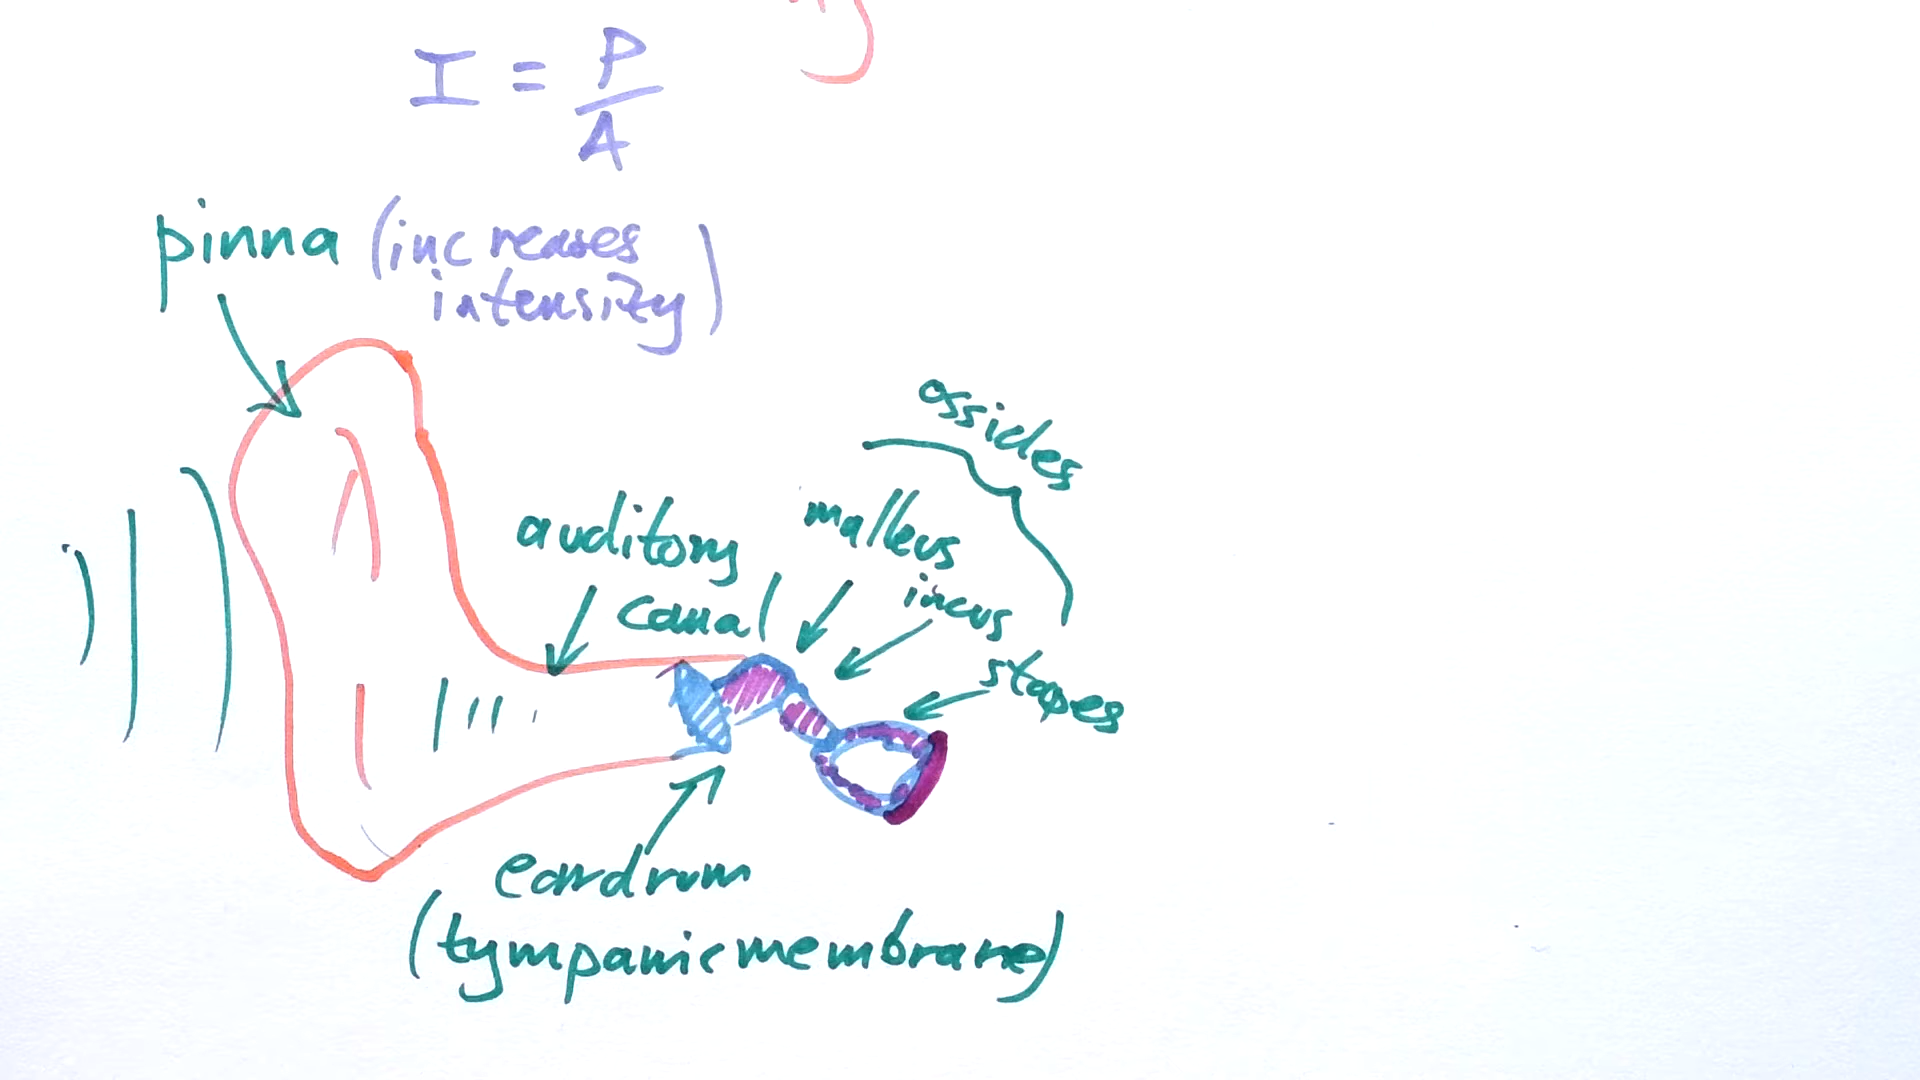 I = P/A
pinna (increases
intensity)
ossicles
auditory
canal
malleus
incus
stapes
eardrum
(tympanic membrane)